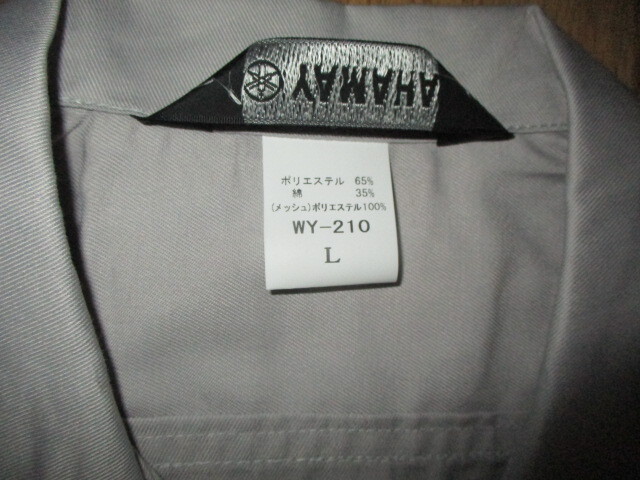 YAMAHA
ポリエステル 65%
綿 35%
(メッシュ)ポリエステル100%
WY-210
L